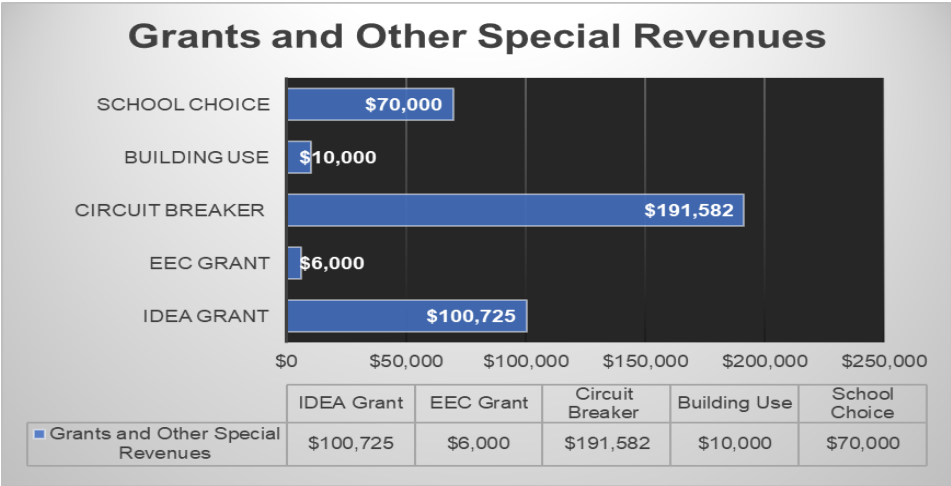 Grants and Other Special Revenues
SCHOOL CHOICE
$70,000
BUILDING USE
$10,000
CIRCUIT BREAKER
$191,582
EEC GRANT
$6,000
IDEA GRANT
$100,725
$0 $50,000 $100,000 $150,000 $200,000 $250,000
IDEA Grant EEC Grant Circuit Breaker Building Use School Choice
Grants and Other Special Revenues $100,725 $6,000 $191,582 $10,000 $70,000